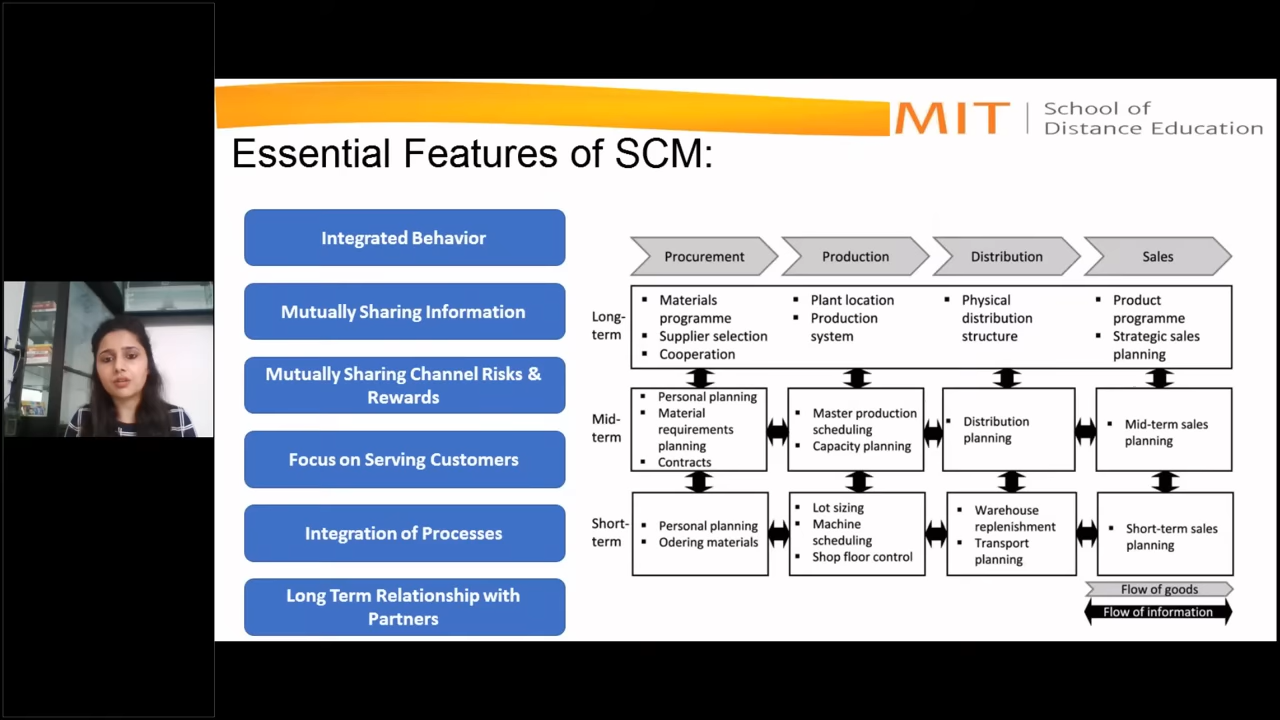 MIT
School of
Distance Education
Essential Features of SCM:
Integrated Behavior
Mutually Sharing Information
Mutually Sharing Channel Risks &
Rewards
Focus on Serving Customers
Integration of Processes
Long Term Relationship with
Partners
Procurement
Production
Distribution
Sales
Long-
term
▪ Materials
programme
▪ Supplier selection
▪ Cooperation
▪ Plant location
▪ Production
system
▪ Physical
distribution
structure
▪ Product
programme
▪ Strategic sales
planning
Mid-
term
▪ Personal planning
▪ Material
requirements
planning
▪ Contracts
▪ Master production
scheduling
▪ Capacity planning
▪ Distribution
planning
▪ Mid-term sales
planning
Short-
term
▪ Personal planning
▪ Odering materials
▪ Lot sizing
▪ Machine
scheduling
▪ Shop floor control
▪ Warehouse
replenishment
▪ Transport
planning
▪ Short-term sales
planning
Flow of goods
Flow of information